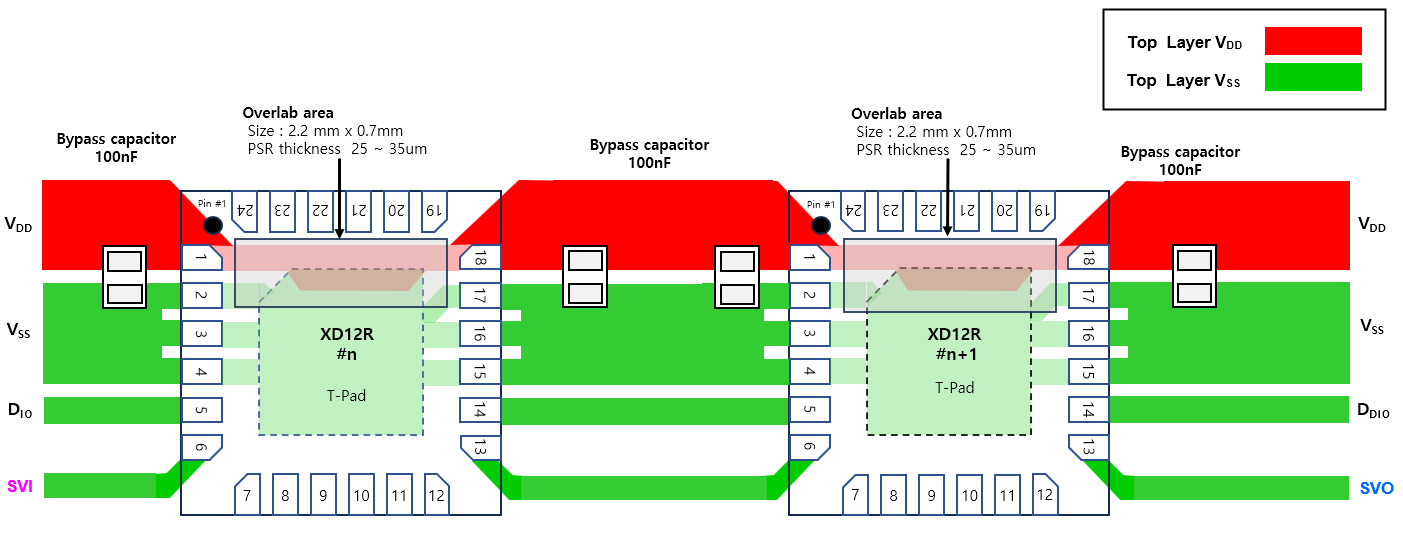 Top Layer VDD
Top Layer VSS
Overlab area
Size : 2.2 mm x 0.7mm
PSR thickness 25 ~ 35um
Overlab area
Size : 2.2 mm x 0.7mm
PSR thickness 25 ~ 35um
Bypass capacitor
100nF
Bypass capacitor
100nF
Bypass capacitor
100nF
VDD
VSS
DIO
SVI
Pin #1
24 23 22 21 20 19
1
2
3
4
5
6
18
17
16
15
14
13
XD12R
#n
T-Pad
7 8 9 10 11 12
Pin #1
24 23 22 21 20 19
1
2
3
4
5
6
18
17
16
15
14
13
XD12R
#n+1
T-Pad
7 8 9 10 11 12
VDD
VSS
DDIO
SVO